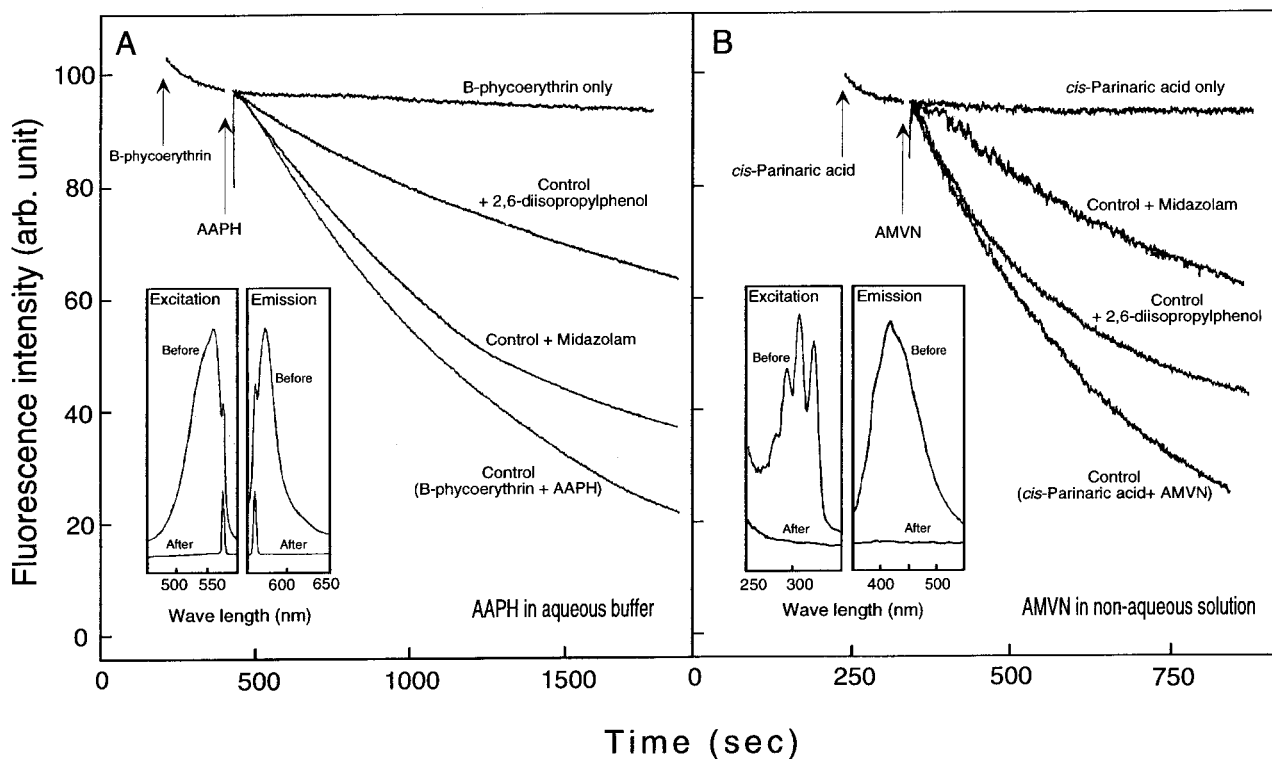 Fluorescence intensity (arb. unit)
100
80
60
40
20
0
A
B-phycoerythrin only
B-phycoerythrin
AAPH
Control
+ 2,6-diisopropylphenol
Control + Midazolam
Control
(B-phycoerythrin + AAPH)
Excitation
Before
After
500
550
Emission
Before
After
600
650
Wave length (nm)
AAPH in aqueous buffer
0
500
1000
1500
B
cis-Parinaric acid only
cis-Parinaric acid
AMVN
Control + Midazolam
Control
+ 2,6-diisopropylphenol
Control
(cis-Parinaric acid+ AMVN)
Excitation
Before
After
250
300
Emission
Before
After
400
500
Wave length (nm)
AMVN in non-aqueous solution
0
250
500
750
Time (sec)